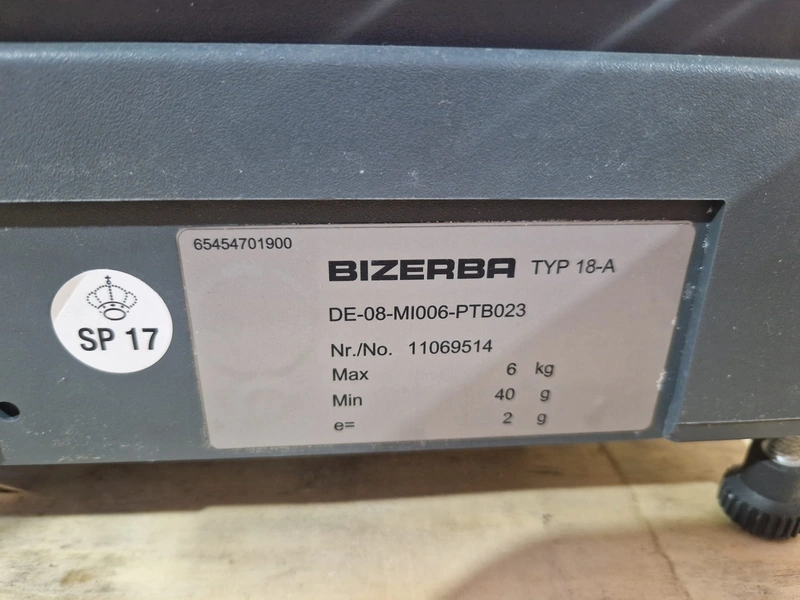 65454701900
BIZERBA TYP 18-A
DE-08-MI006-PTB023
Nr./No. 11069514
Max 6 kg
Min 40 g
e= 2 g
SP 17